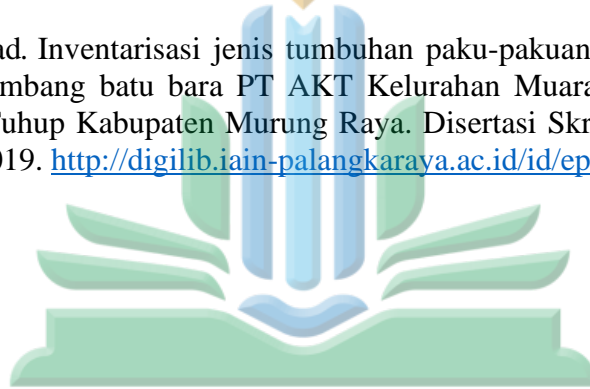 ad. Inventarisasi jenis tumbuhan paku-pakuan
mbang batu bara PT AKT Kelurahan Muara
Tuhup Kabupaten Murung Raya. Disertasi Skr
019. http://digilib.iain-palangkaraya.ac.id/id/ep